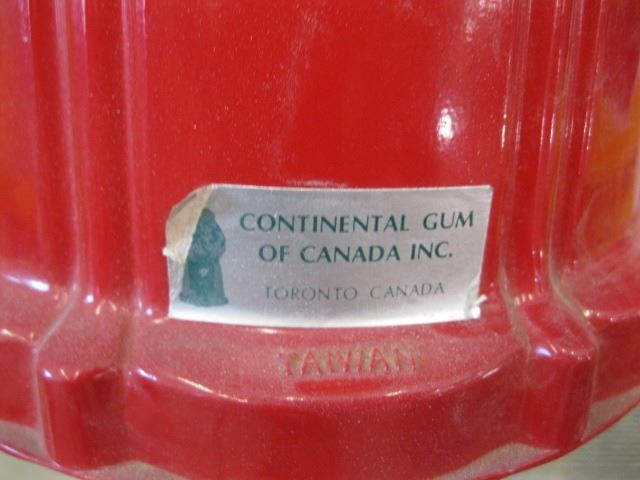 CONTINENTAL GUM
OF CANADA INC.
TORONTO CANADA
TAIWAN